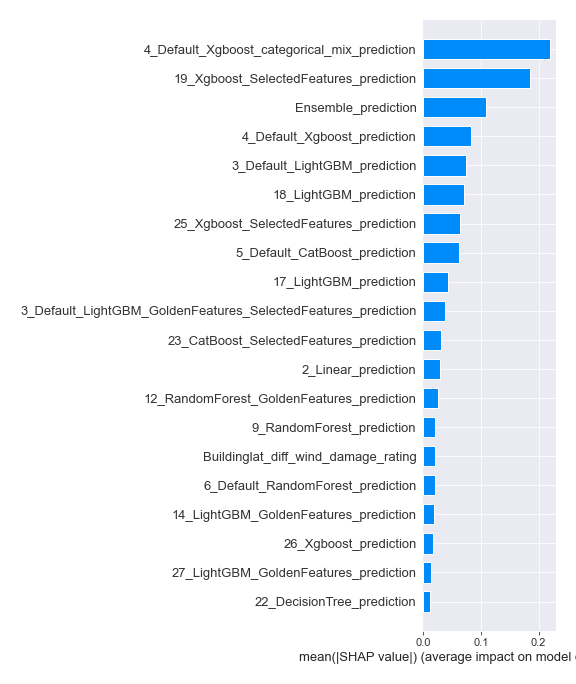 4_Default_Xgboost_categorical_mix_prediction
19_Xgboost_SelectedFeatures_prediction
Ensemble_prediction
4_Default_Xgboost_prediction
3_Default_LightGBM_prediction
18_LightGBM_prediction
25_Xgboost_SelectedFeatures_prediction
5_Default_CatBoost_prediction
17_LightGBM_prediction
3_Default_LightGBM_GoldenFeatures_SelectedFeatures_prediction
23_CatBoost_SelectedFeatures_prediction
2_Linear_prediction
12_RandomForest_GoldenFeatures_prediction
9_RandomForest_prediction
Buildinglat_diff_wind_damage_rating
6_Default_RandomForest_prediction
14_LightGBM_GoldenFeatures_prediction
26_Xgboost_prediction
27_LightGBM_GoldenFeatures_prediction
22_DecisionTree_prediction
0.0 0.1 0.2
mean(|SHAP value|) (average impact on model